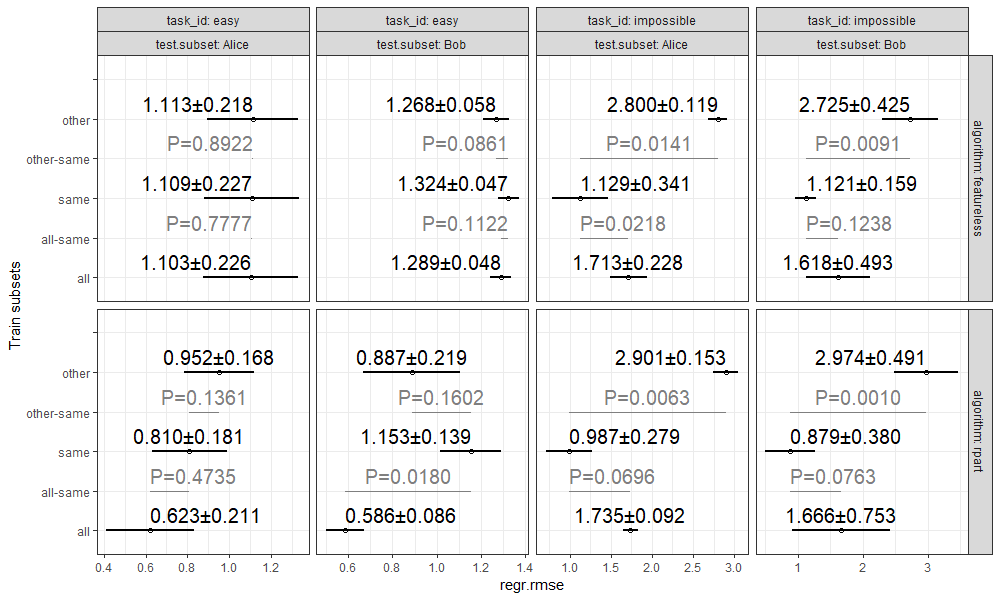 task_id: easy task_id: easy task_id: impossible task_id: impossible
test.subset: Alice test.subset: Bob test.subset: Alice test.subset: Bob
other 1.113±0.218 1.268±0.058 2.800±0.119 2.725±0.425
other-same P=0.8922 P=0.0861 P=0.0141 P=0.0091
same 1.109±0.227 1.324±0.047 1.129±0.341 1.121±0.159
all-same P=0.7777 P=0.1122 P=0.0218 P=0.1238
all 1.103±0.226 1.289±0.048 1.713±0.228 1.618±0.493
algorithm: featureless
Train subsets
other 0.952±0.168 0.887±0.219 2.901±0.153 2.974±0.491
other-same P=0.1361 P=0.1602 P=0.0063 P=0.0010
same 0.810±0.181 1.153±0.139 0.987±0.279 0.879±0.380
all-same P=0.4735 P=0.0180 P=0.0696 P=0.0763
all 0.623±0.211 0.586±0.086 1.735±0.092 1.666±0.753
algorithm: rpart
0.4 0.6 0.8 1.0 1.2 0.6 0.8 1.0 1.2 1.4 1.0 1.5 2.0 2.5 3.0 1 2 3
regr.rmse